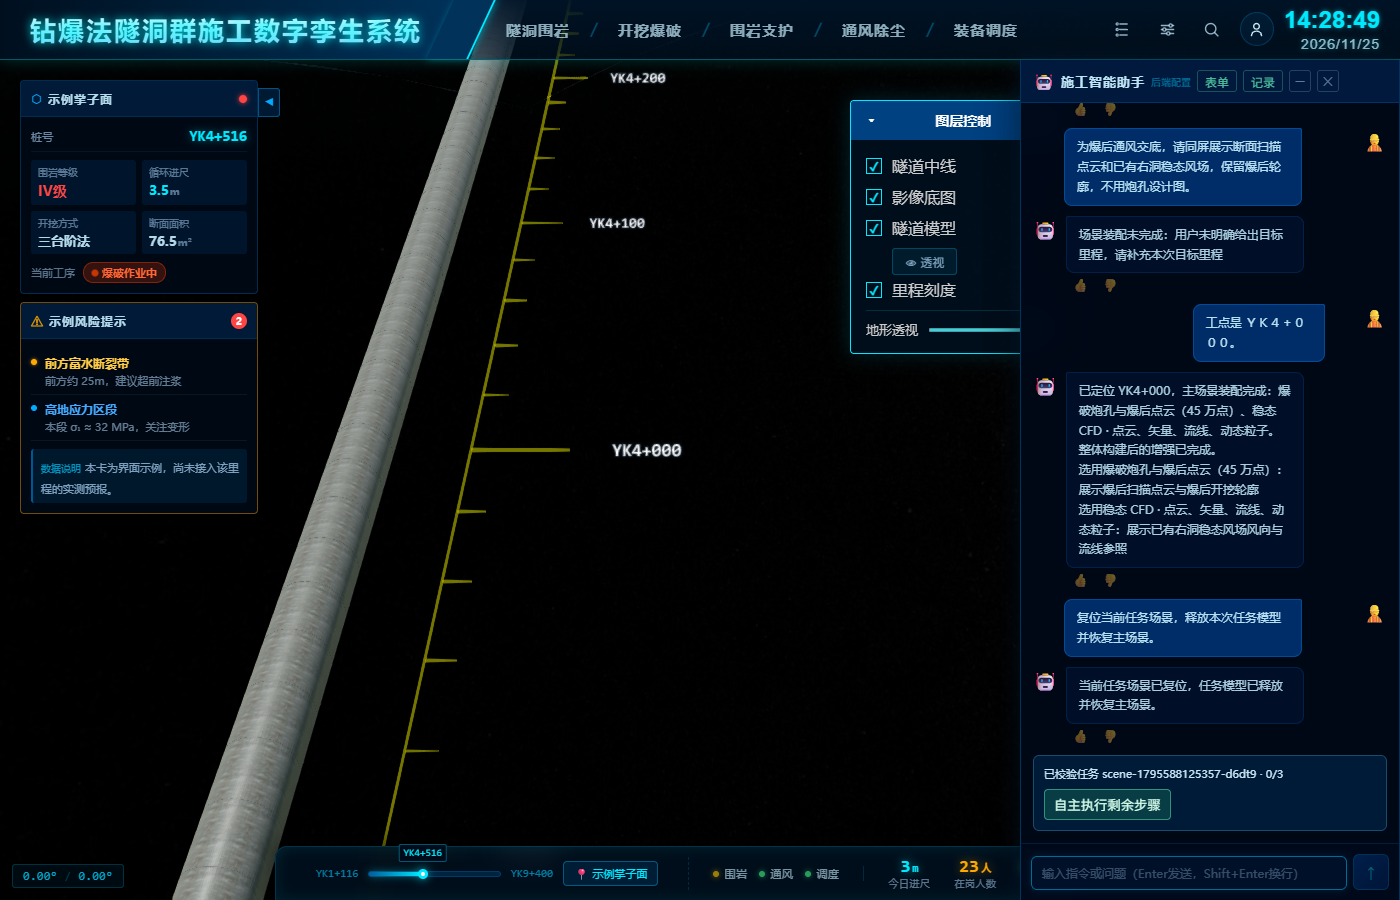 钻爆法隧洞群施工数字孪生系统
隧洞围岩 / 开挖爆破 / 围岩支护 / 通风除尘 / 装备调度
14:28:49
2026/11/25
示例掌子面
桩号 YK4+516
围岩等级
IV级
循环进尺
3.5m
开挖方式
三台阶法
断面面积
76.5m²
当前工序 爆破作业中
示例风险提示 2
前方富水断裂带
前方约 25m，建议超前注浆
高地应力区段
本段 σ₁ ≈ 32 MPa，关注变形
数据说明 本卡为界面示例，尚未接入该里
程的实测预报。
YK4+200
YK4+100
YK4+000
图层控制
隧道中线
影像底图
隧道模型
透视
里程刻度
地形透视
施工智能助手 后端配置 表单 记录
为爆后通风交底，请同屏展示断面扫描
点云和已有右洞稳态风场，保留爆后轮
廓，不用炮孔设计图。
场景装配未完成：用户未明确给出目标
里程，请补充本次目标里程
工点是 ＹＫ４＋０
００。
已定位 YK4+000，主场景装配完成：爆
破炮孔与爆后点云（45 万点）、稳态
CFD · 点云、矢量、流线、动态粒子。
整体构建后的增强已完成。
选用爆破炮孔与爆后点云（45 万点）：
展示爆后扫描点云与爆后开挖轮廓
选用稳态 CFD · 点云、矢量、流线、动
态粒子：展示已有右洞稳态风场风向与
流线参照
复位当前任务场景，释放本次任务模型
并恢复主场景。
当前任务场景已复位，任务模型已释放
并恢复主场景。
已校验任务 scene-1795588125357-d6dt9 · 0/3
自主执行剩余步骤
输入指令或问题（Enter发送，Shift+Enter换行）
0.00° / 0.00°
YK4+516
YK1+116 YK9+400
示例掌子面
围岩 通风 调度
3m
今日进尺
23人
在岗人数